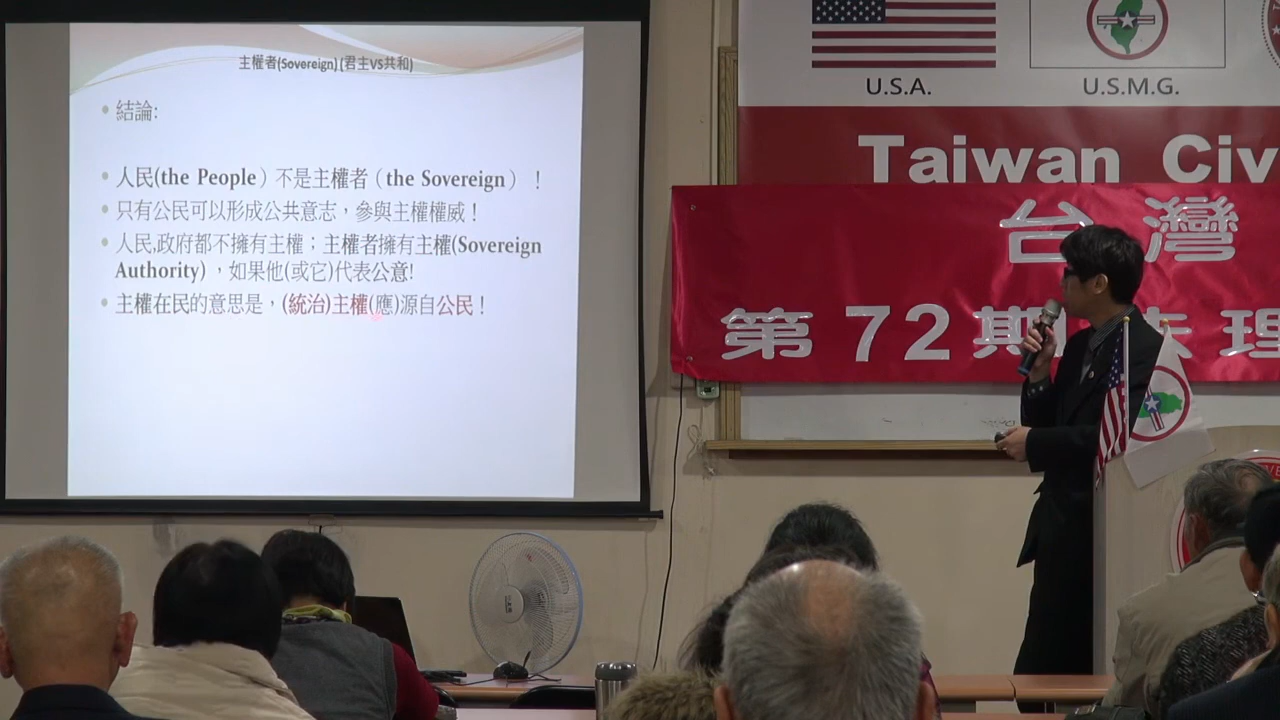 主權者(Sovereign) (君主VS共和)
• 結論:
• 人民(the People) 不是主權者 (the Sovereign) !
• 只有公民可以形成公共意志，參與主權權威！
• 人民,政府都不擁有主權；主權者擁有主權(Sovereign
Authority) ，如果他(或它)代表公意!
• 主權在民的意思是，(統治)主權(應)源自公民！
U.S.A.
U.S.M.G.
Taiwan Civ
台灣
第72期
理